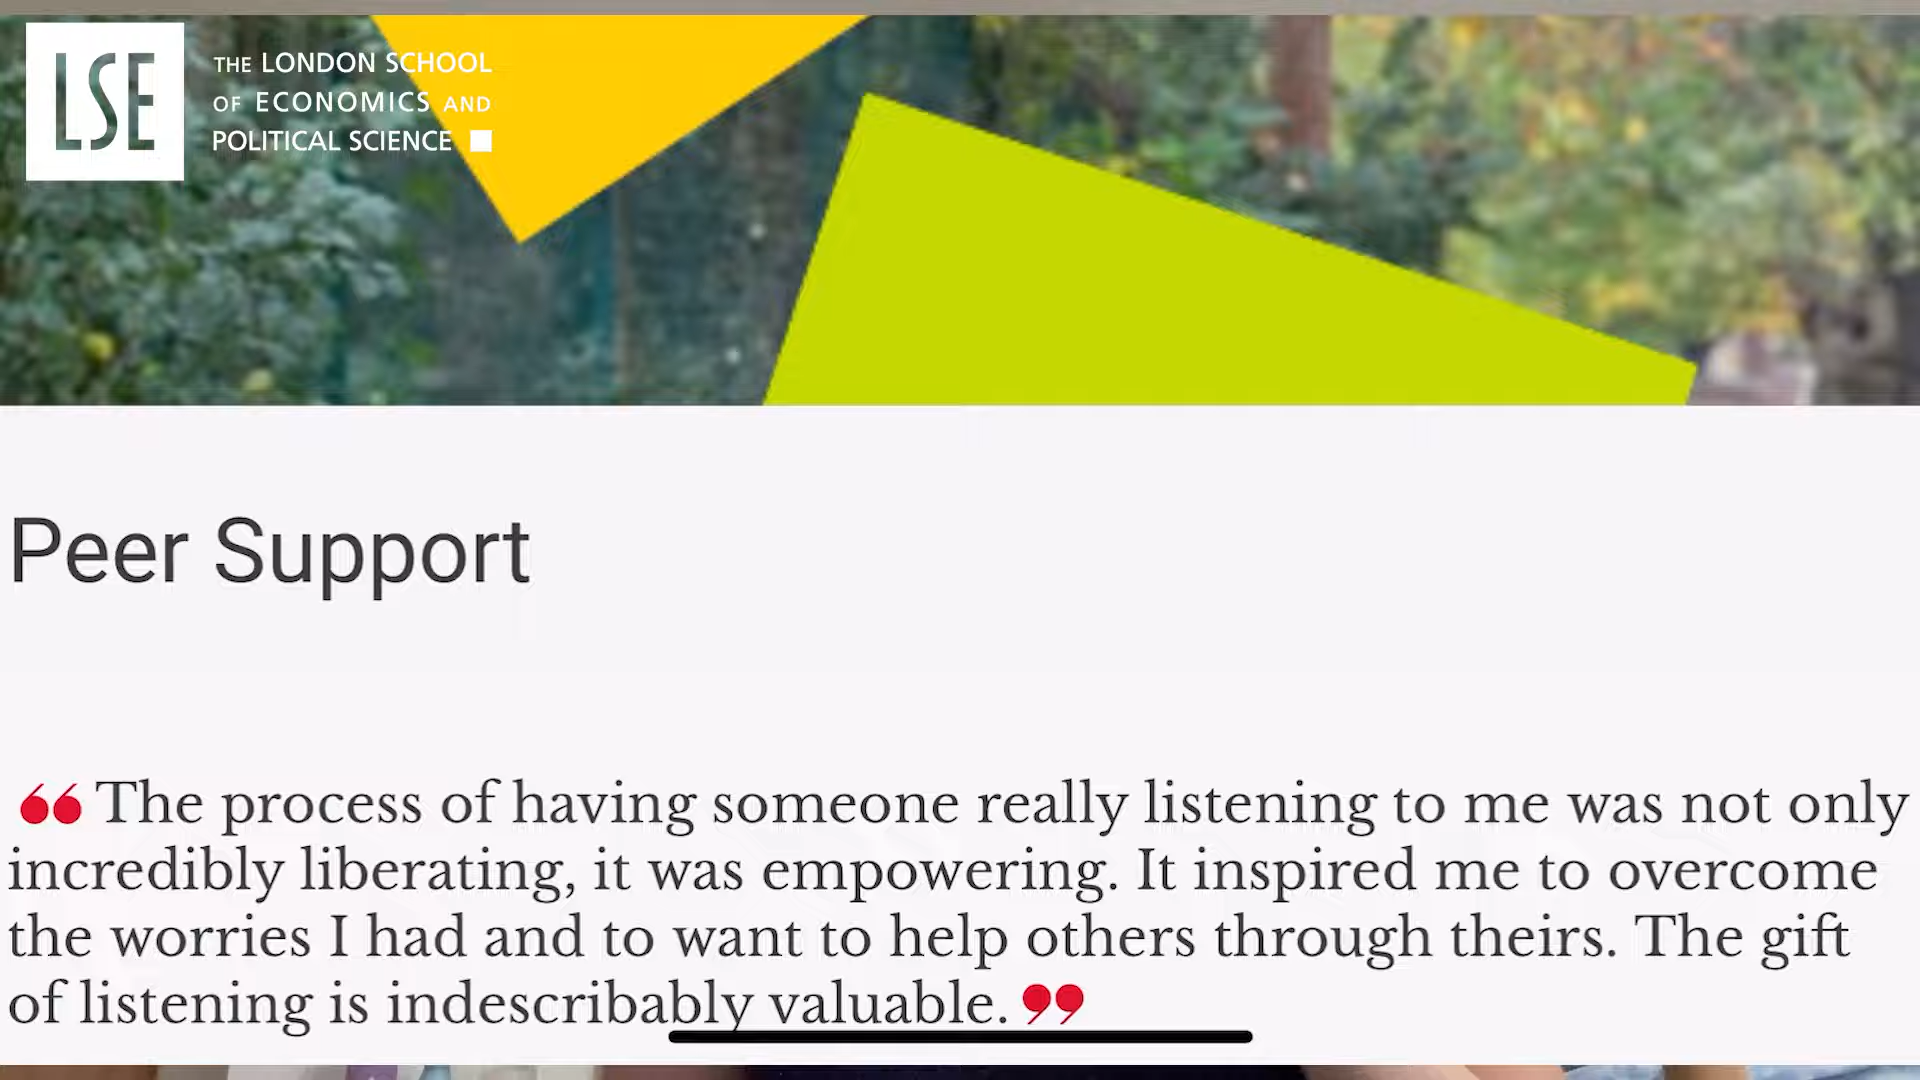 LSE
THE LONDON SCHOOL
OF ECONOMICS AND
POLITICAL SCIENCE
Peer Support
❝ The process of having someone really listening to me was not only
incredibly liberating, it was empowering. It inspired me to overcome
the worries I had and to want to help others through theirs. The gift
of listening is indescribably valuable. ❞